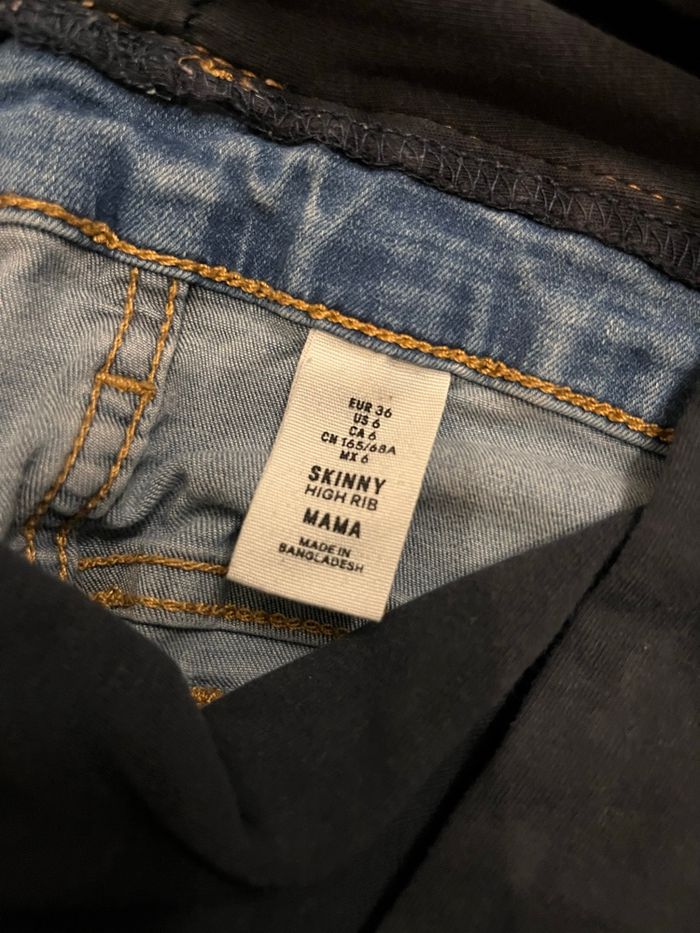 EUR 36
US 6
CA 6
CN 165/68A
MX 6
SKINNY
HIGH RIB
MAMA
MADE IN
BANGLADESH